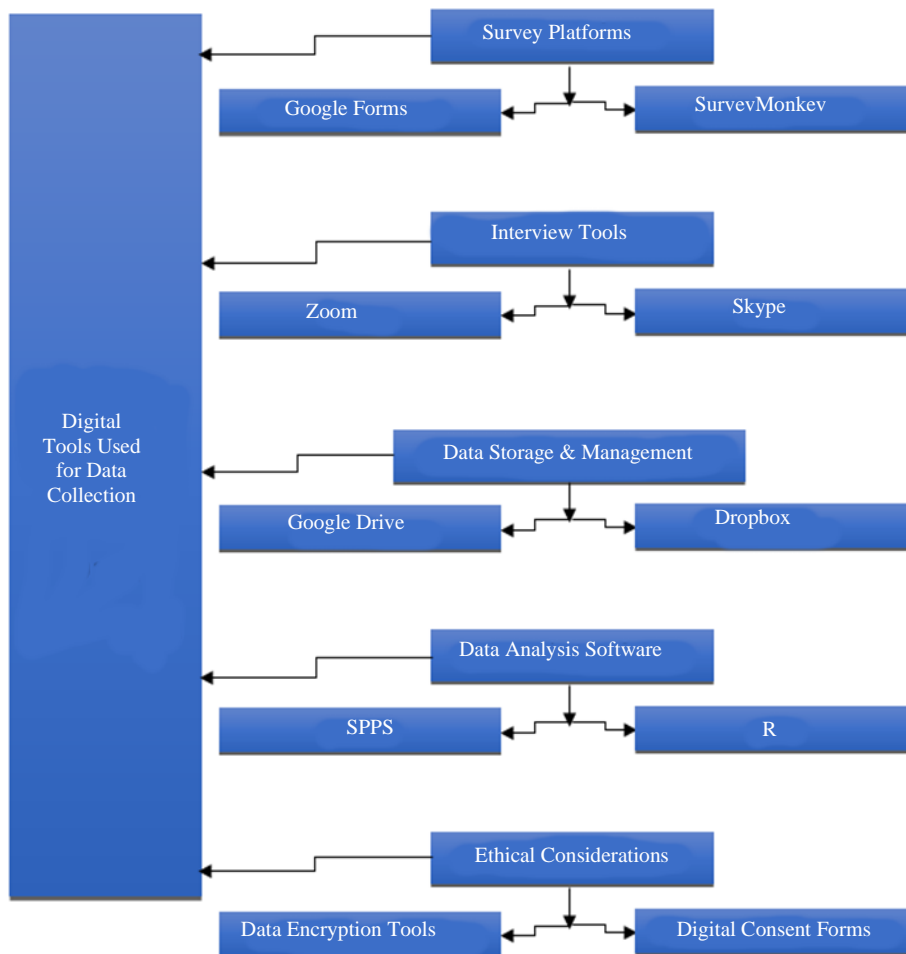 Survey Platforms
Google Forms
SurvevMonkev
Interview Tools
Zoom
Skype
Digital
Tools Used
for Data
Collection
Data Storage & Management
Google Drive
Dropbox
Data Analysis Software
SPPS
R
Ethical Considerations
Data Encryption Tools
Digital Consent Forms